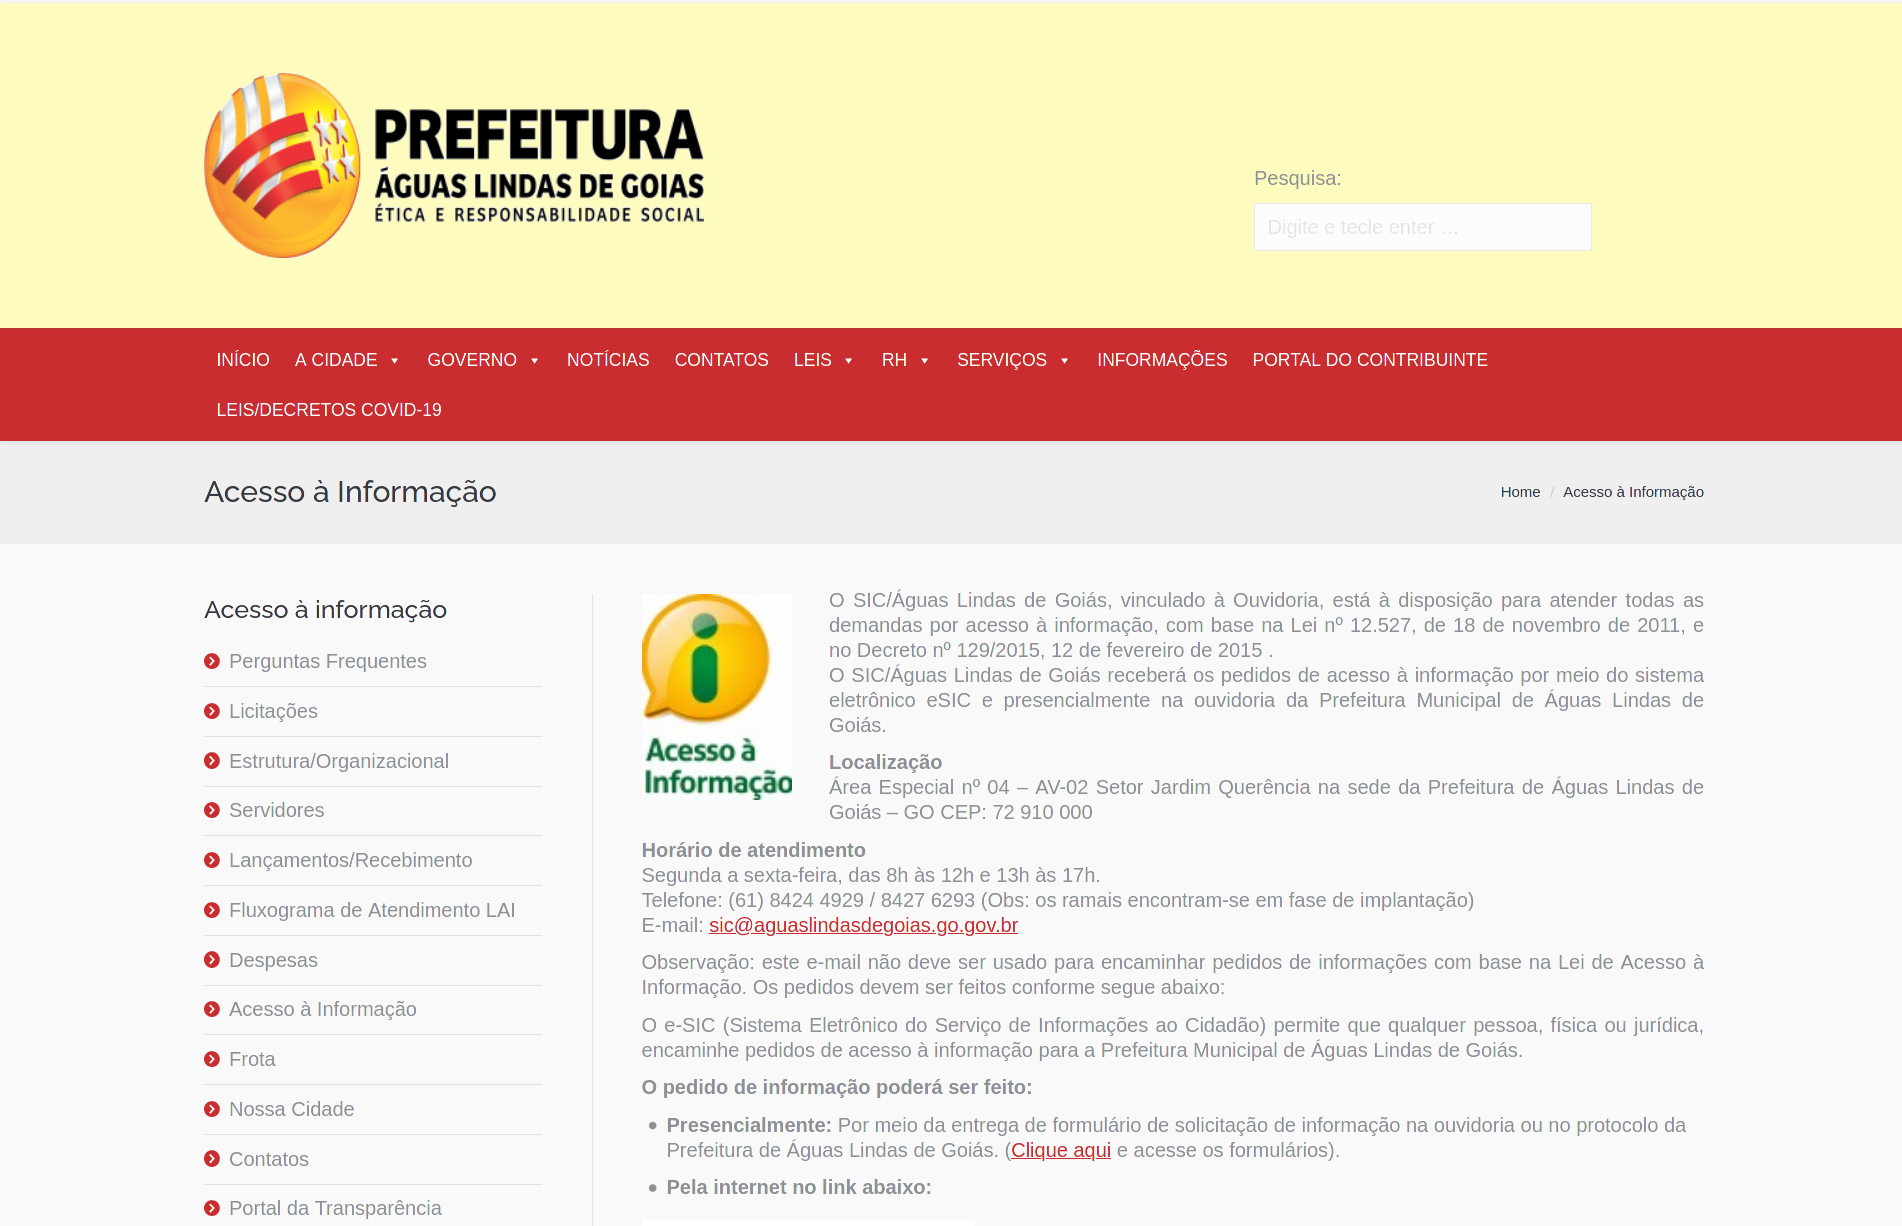 PREFEITURA
ÁGUAS LINDAS DE GOIAS
ÉTICA E RESPONSABILIDADE SOCIAL
Pesquisa:
Digite e tecle enter …
INÍCIO A CIDADE GOVERNO NOTÍCIAS CONTATOS LEIS RH SERVIÇOS INFORMAÇÕES PORTAL DO CONTRIBUINTE
LEIS/DECRETOS COVID-19
Acesso à Informação
Home / Acesso à Informação
Acesso à informação
Perguntas Frequentes
Licitações
Estrutura/Organizacional
Servidores
Lançamentos/Recebimento
Fluxograma de Atendimento LAI
Despesas
Acesso à Informação
Frota
Nossa Cidade
Contatos
Portal da Transparência
Acesso à
Informação
O SIC/Águas Lindas de Goiás, vinculado à Ouvidoria, está à disposição para atender todas as
demandas por acesso à informação, com base na Lei nº 12.527, de 18 de novembro de 2011, e
no Decreto nº 129/2015, 12 de fevereiro de 2015 .
O SIC/Águas Lindas de Goiás receberá os pedidos de acesso à informação por meio do sistema
eletrônico eSIC e presencialmente na ouvidoria da Prefeitura Municipal de Águas Lindas de
Goiás.
Localização
Área Especial nº 04 – AV-02 Setor Jardim Querência na sede da Prefeitura de Águas Lindas de
Goiás – GO CEP: 72 910 000
Horário de atendimento
Segunda a sexta-feira, das 8h às 12h e 13h às 17h.
Telefone: (61) 8424 4929 / 8427 6293 (Obs: os ramais encontram-se em fase de implantação)
E-mail: sic@aguaslindasdegoias.go.gov.br
Observação: este e-mail não deve ser usado para encaminhar pedidos de informações com base na Lei de Acesso à
Informação. Os pedidos devem ser feitos conforme segue abaixo:
O e-SIC (Sistema Eletrônico do Serviço de Informações ao Cidadão) permite que qualquer pessoa, física ou jurídica,
encaminhe pedidos de acesso à informação para a Prefeitura Municipal de Águas Lindas de Goiás.
O pedido de informação poderá ser feito:
Presencialmente: Por meio da entrega de formulário de solicitação de informação na ouvidoria ou no protocolo da
Prefeitura de Águas Lindas de Goiás. (Clique aqui e acesse os formulários).
Pela internet no link abaixo: